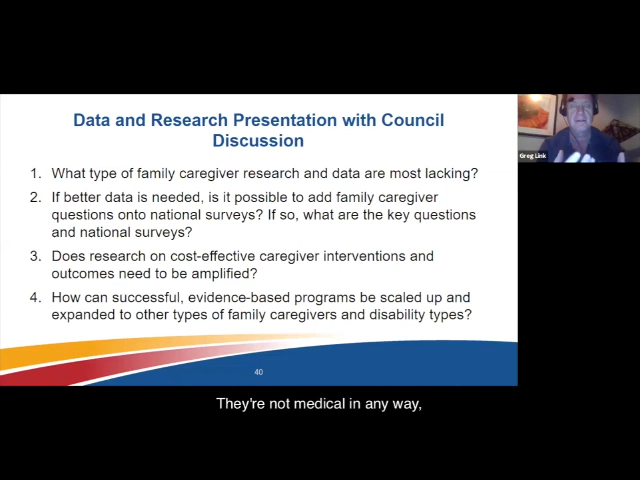 Data and Research Presentation with Council
Discussion
1. What type of family caregiver research and data are most lacking?
2. If better data is needed, is it possible to add family caregiver
questions onto national surveys? If so, what are the key questions
and national surveys?
3. Does research on cost-effective caregiver interventions and
outcomes need to be amplified?
4. How can successful, evidence-based programs be scaled up and
expanded to other types of family caregivers and disability types?
40
Greg Link
They're not medical in any way,